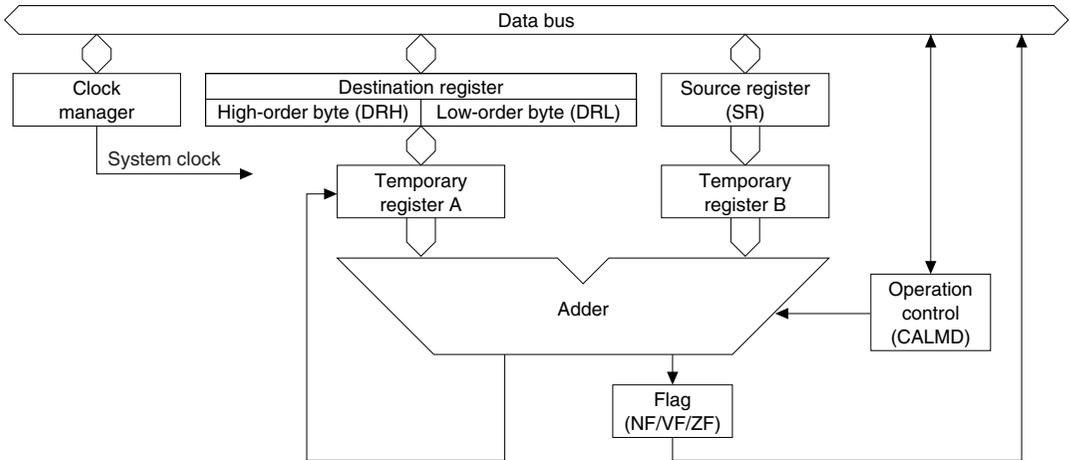 Data bus
Clock
manager
Destination register
High-order byte (DRH)
Low-order byte (DRL)
Source register
(SR)
System clock
Temporary
register A
Temporary
register B
Adder
Operation
control
(CALMD)
Flag
(NF/VF/ZF)